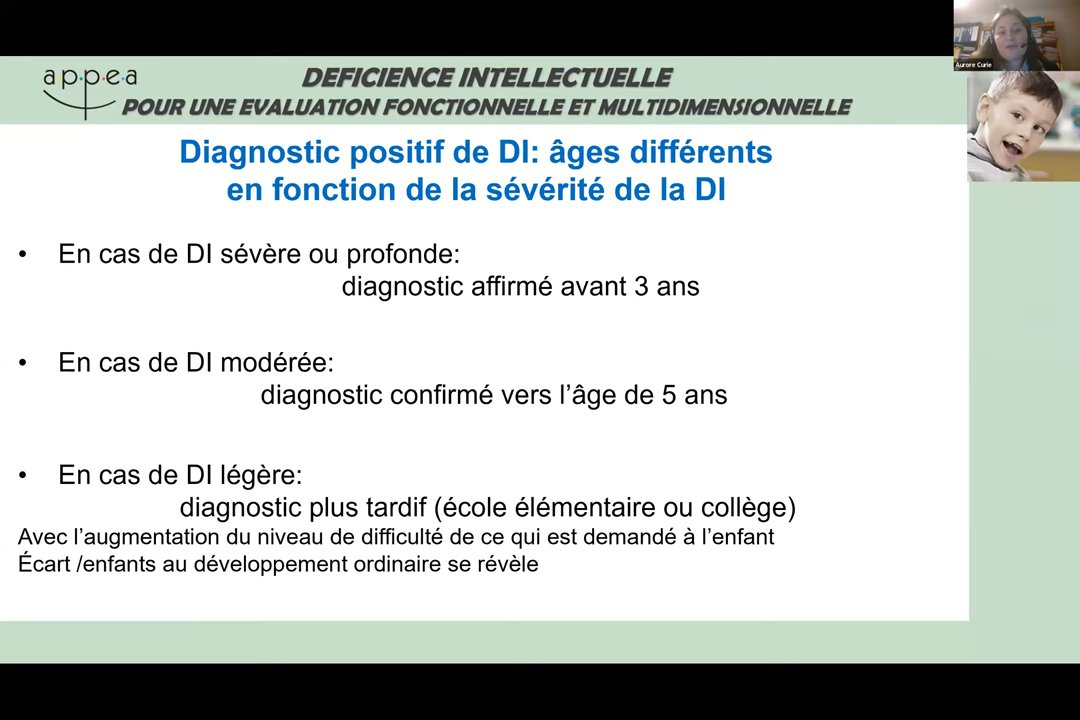 a·p·p·e·a
DEFICIENCE INTELLECTUELLE
POUR UNE EVALUATION FONCTIONNELLE ET MULTIDIMENSIONNELLE
Aurore Curie
Diagnostic positif de DI: âges différents
en fonction de la sévérité de la DI
• En cas de DI sévère ou profonde:
diagnostic affirmé avant 3 ans
• En cas de DI modérée:
diagnostic confirmé vers l’âge de 5 ans
• En cas de DI légère:
diagnostic plus tardif (école élémentaire ou collège)
Avec l’augmentation du niveau de difficulté de ce qui est demandé à l’enfant
Écart /enfants au développement ordinaire se révèle